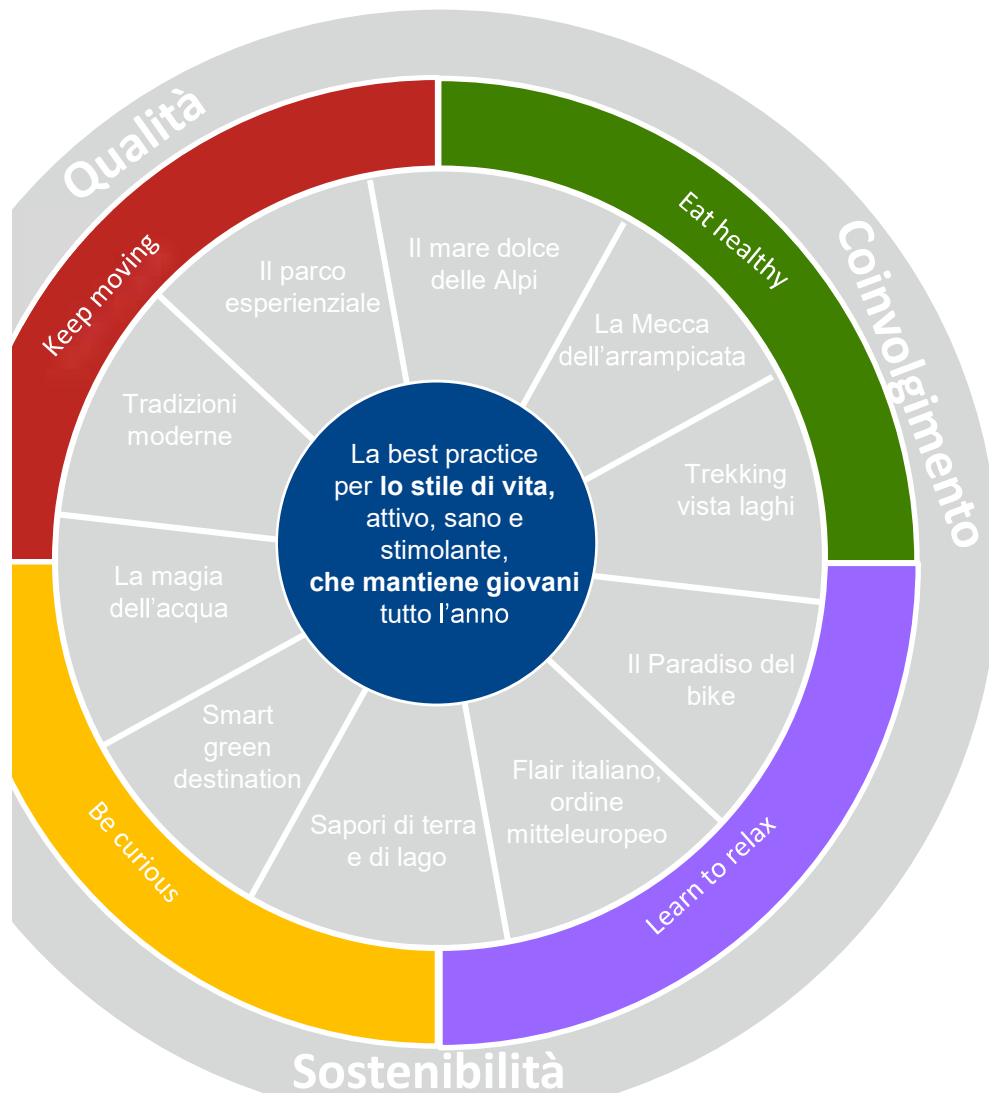 Qualità
Coinvolgimento
Sostenibilità
Keep moving
Eat healthy
Learn to relax
Be curious
Il mare dolce
delle Alpi
La Mecca
dell'arrampicata
Trekking
vista laghi
Il Paradiso del
bike
Flair italiano,
ordine
mitteleuropeo
Sapori di terra
e di lago
Smart
green
destination
La magia
dell'acqua
Tradizioni
moderne
Il parco
esperienziale
La best practice
per lo stile di vita,
attivo, sano e
stimolante,
che mantiene giovani
tutto l'anno